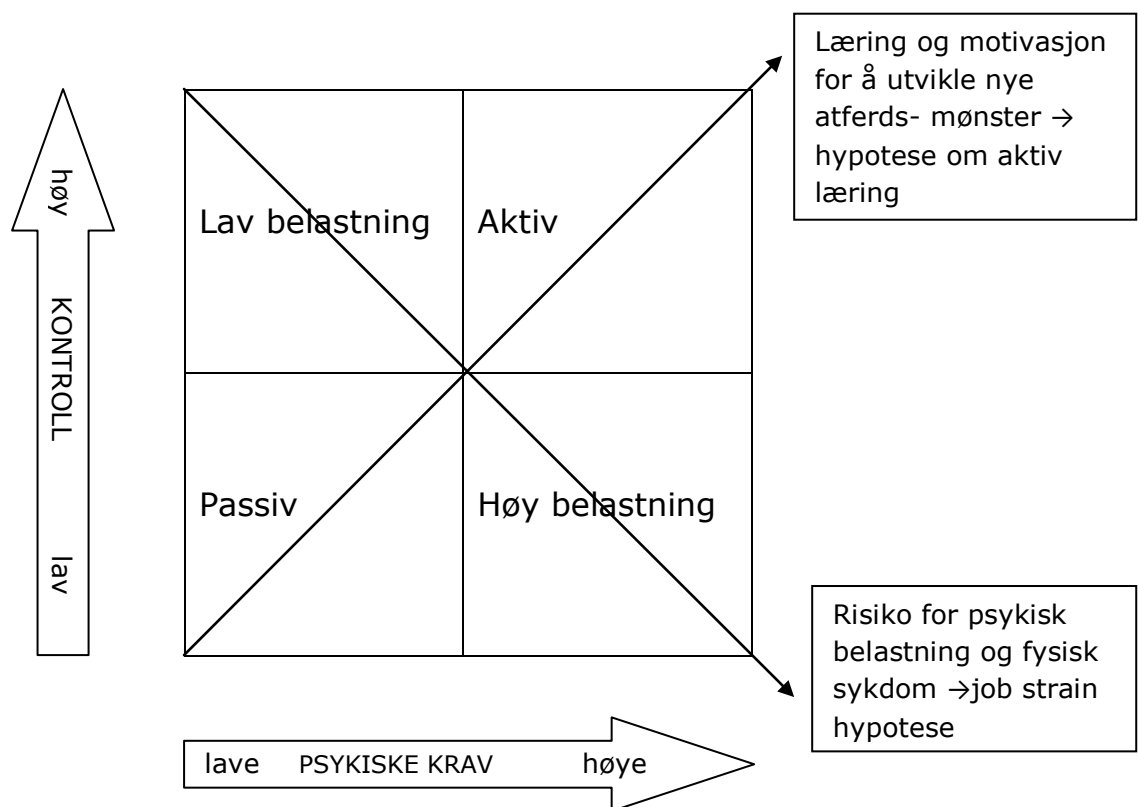 Læring og motivasjon
for å utvikle nye
atferds- mønster →
hypotese om aktiv
læring
høy
KONTROLL
lav
Lav belastning
Aktiv
Passiv
Høy belastning
Risiko for psykisk
belastning og fysisk
sykdom →job strain
hypotese
lave PSYKISKE KRAV høye